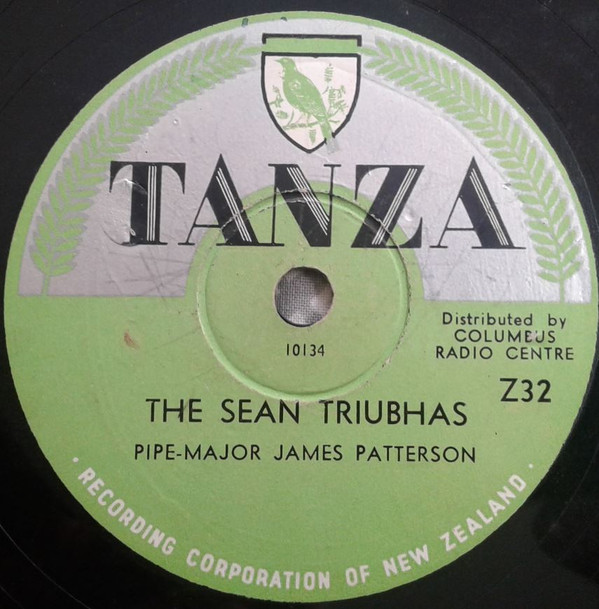 TANZA
Distributed by
COLUMBUS
RADIO CENTRE
10134
Z32
THE SEAN TRIUBHAS
PIPE-MAJOR JAMES PATTERSON
· RECORDING CORPORATION OF NEW ZEALAND ·